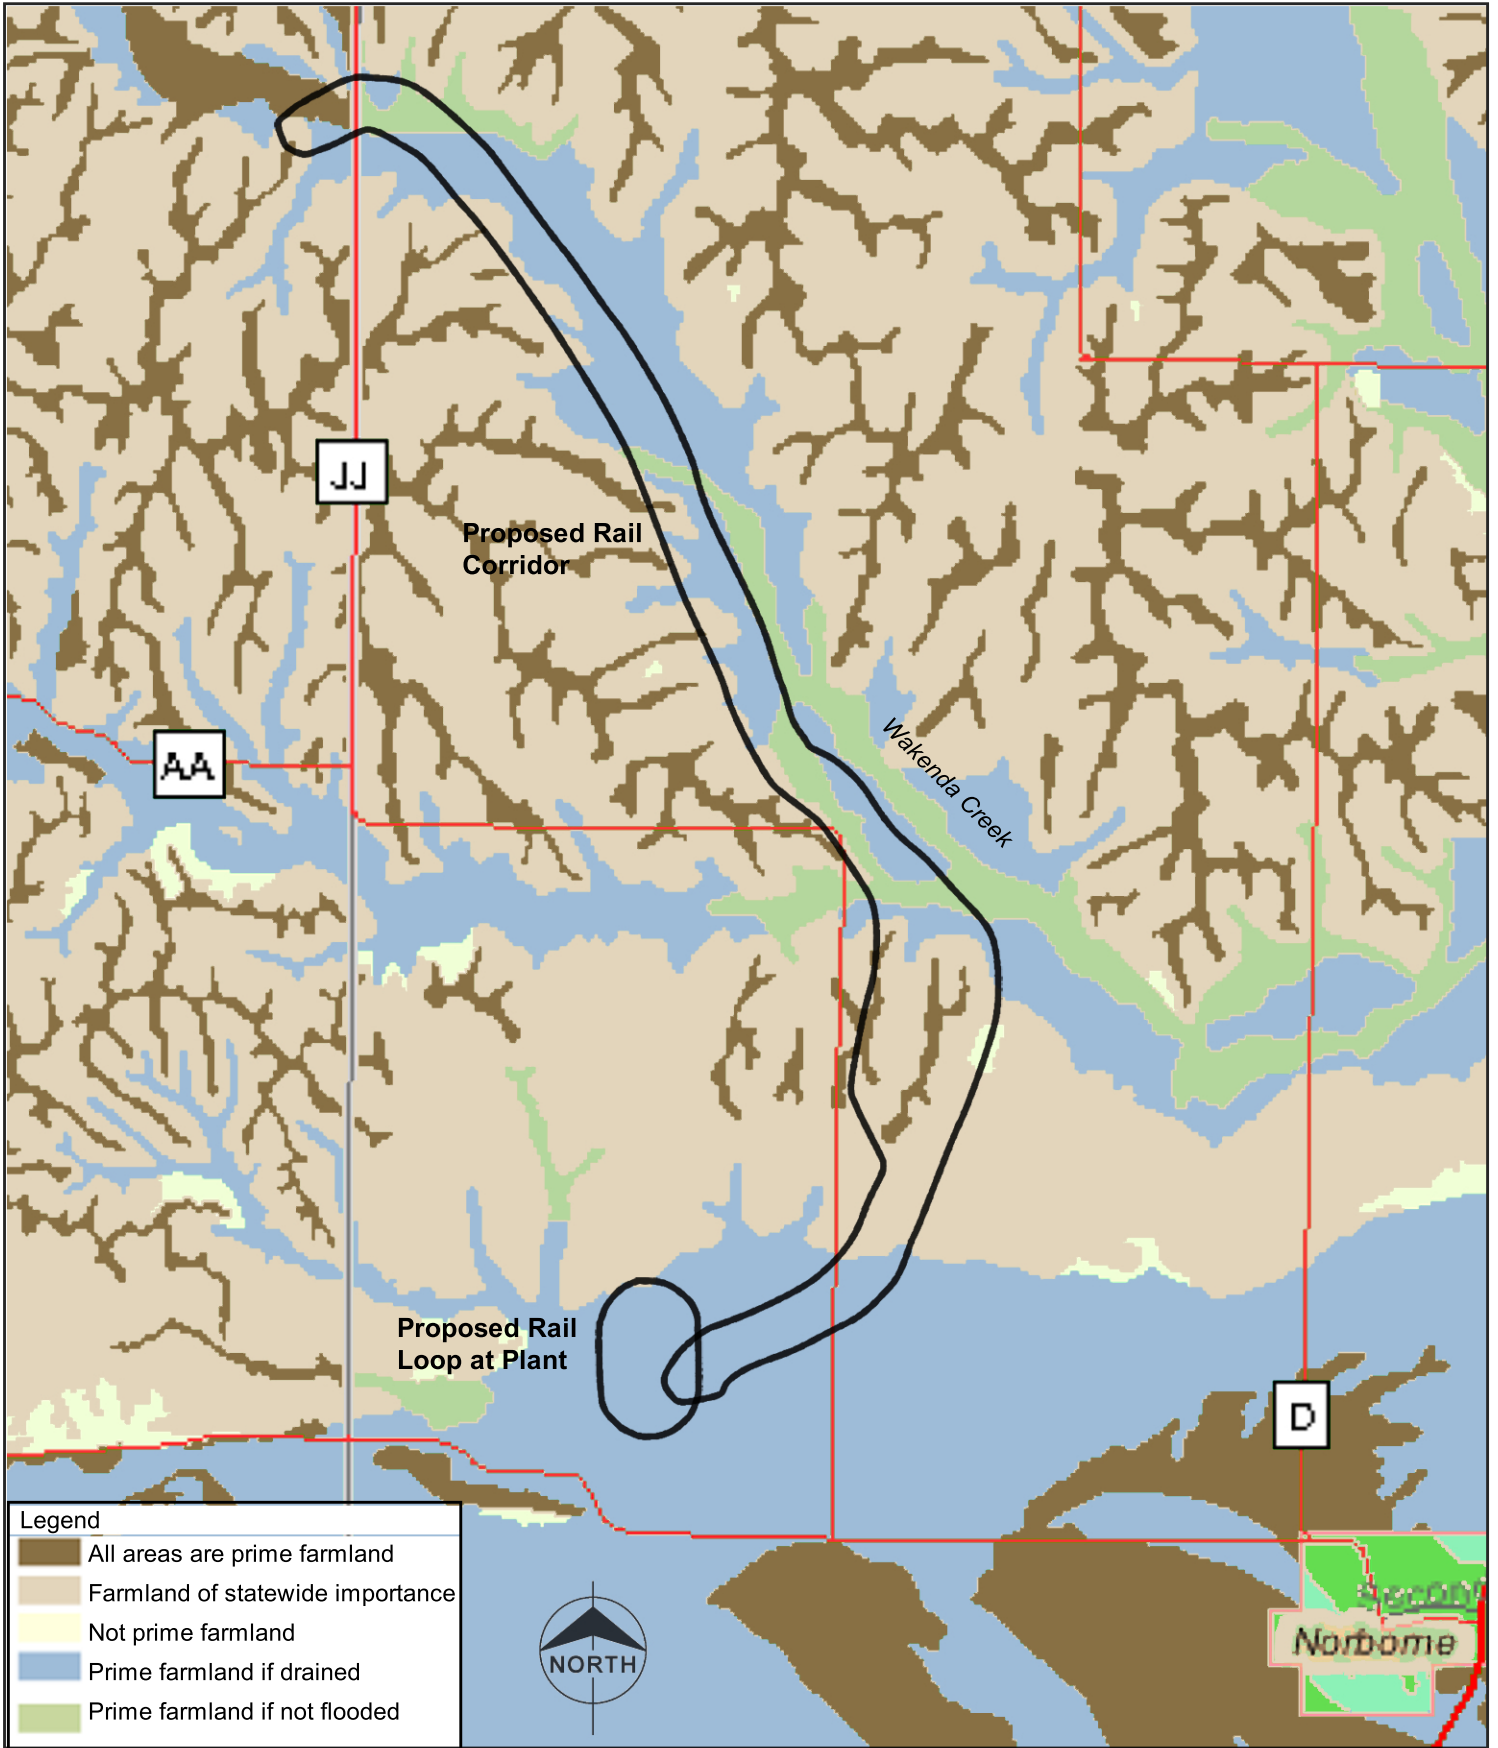 JJ
Proposed Rail
Corridor
Wakenda Creek
AA
Proposed Rail
Loop at Plant
D
Legend
All areas are prime farmland
Farmland of statewide importance
Not prime farmland
Prime farmland if drained
Prime farmland if not flooded
NORTH
Norborne